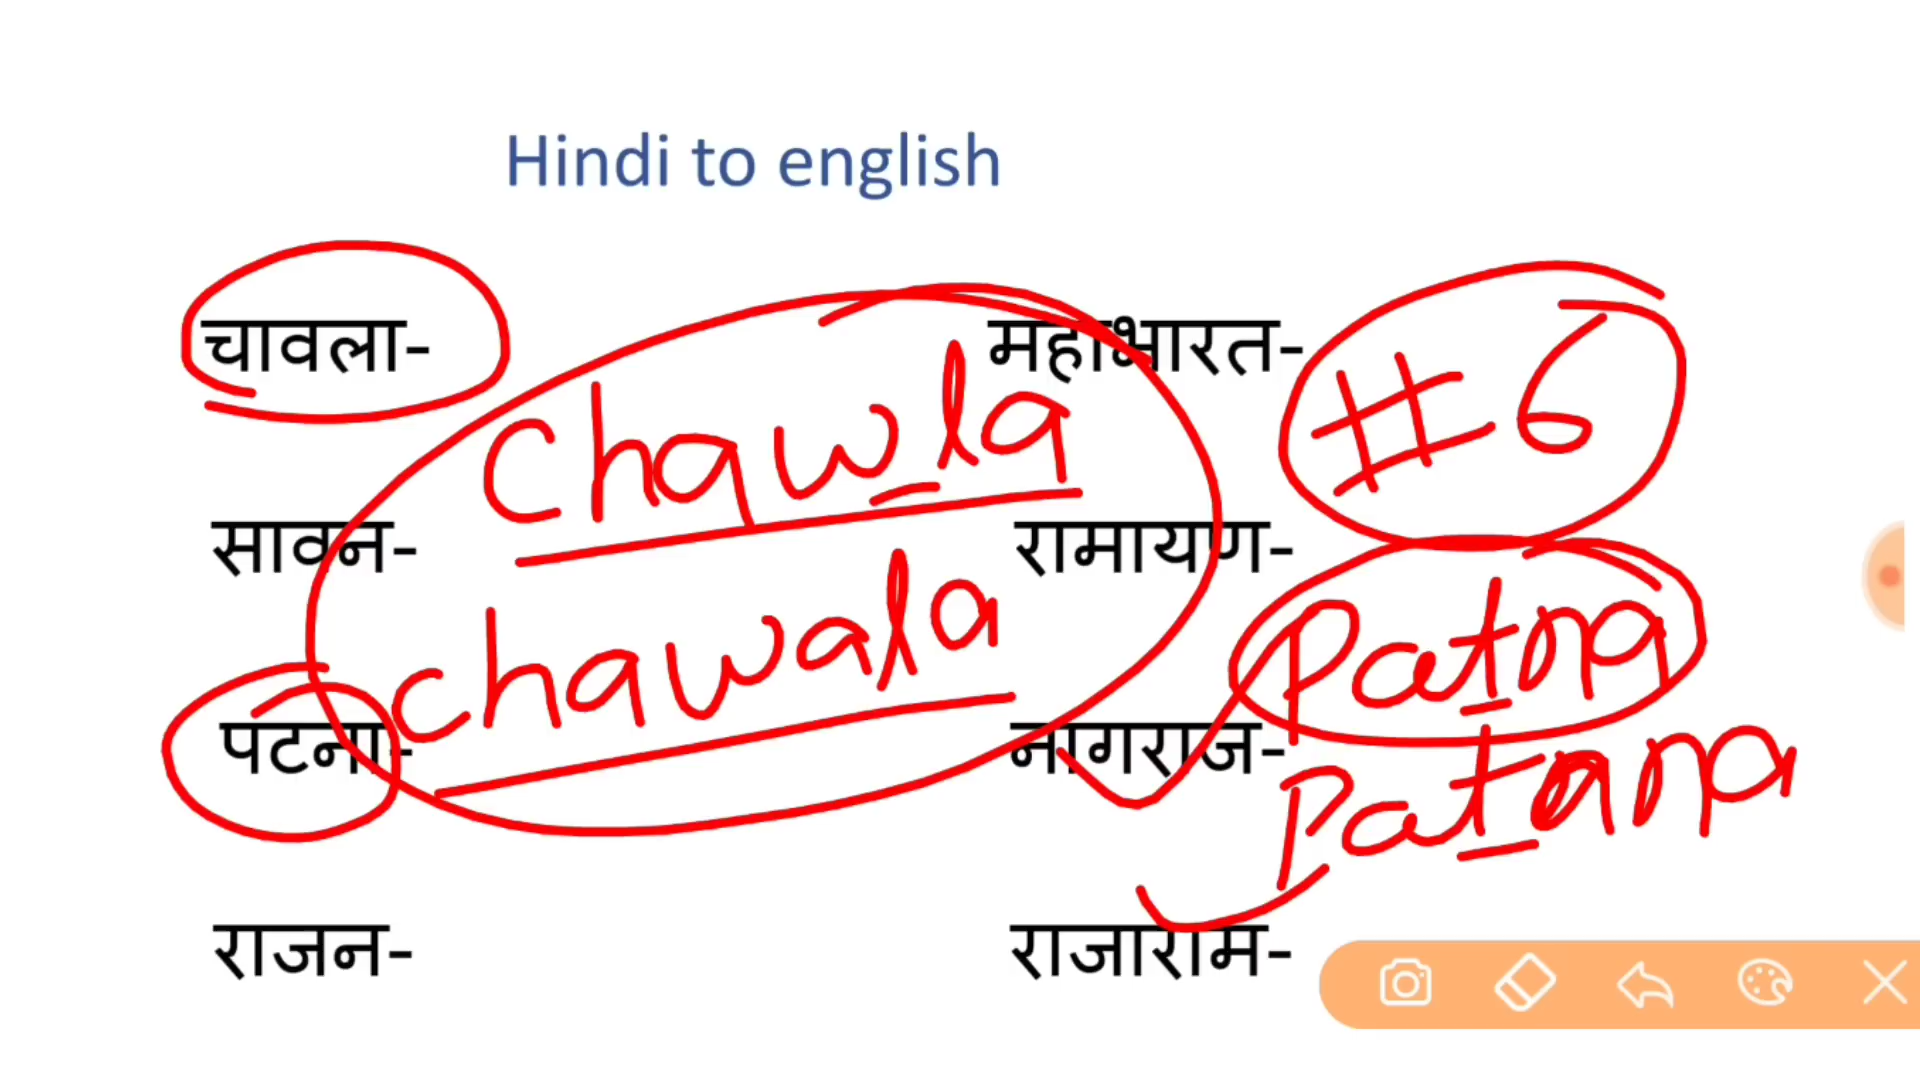 Hindi to english
चावला- महाभारत- #6
Chawla
सावन- रामायण-
chawala Patna
पटना- नागराज-
Patana
राजन- राजाराम-